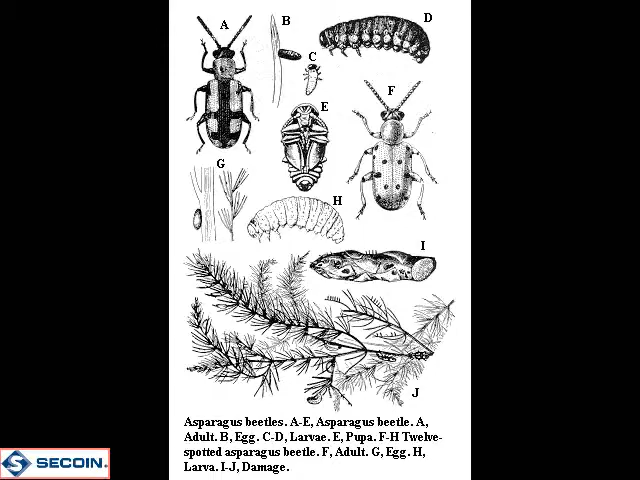 A
B
D
C
F
E
G
H
I
J
Asparagus beetles. A-E, Asparagus beetle. A,
Adult. B, Egg. C-D, Larvae. E, Pupa. F-H Twelve-
spotted asparagus beetle. F, Adult. G, Egg. H,
Larva. I-J, Damage.
S SECOIN.